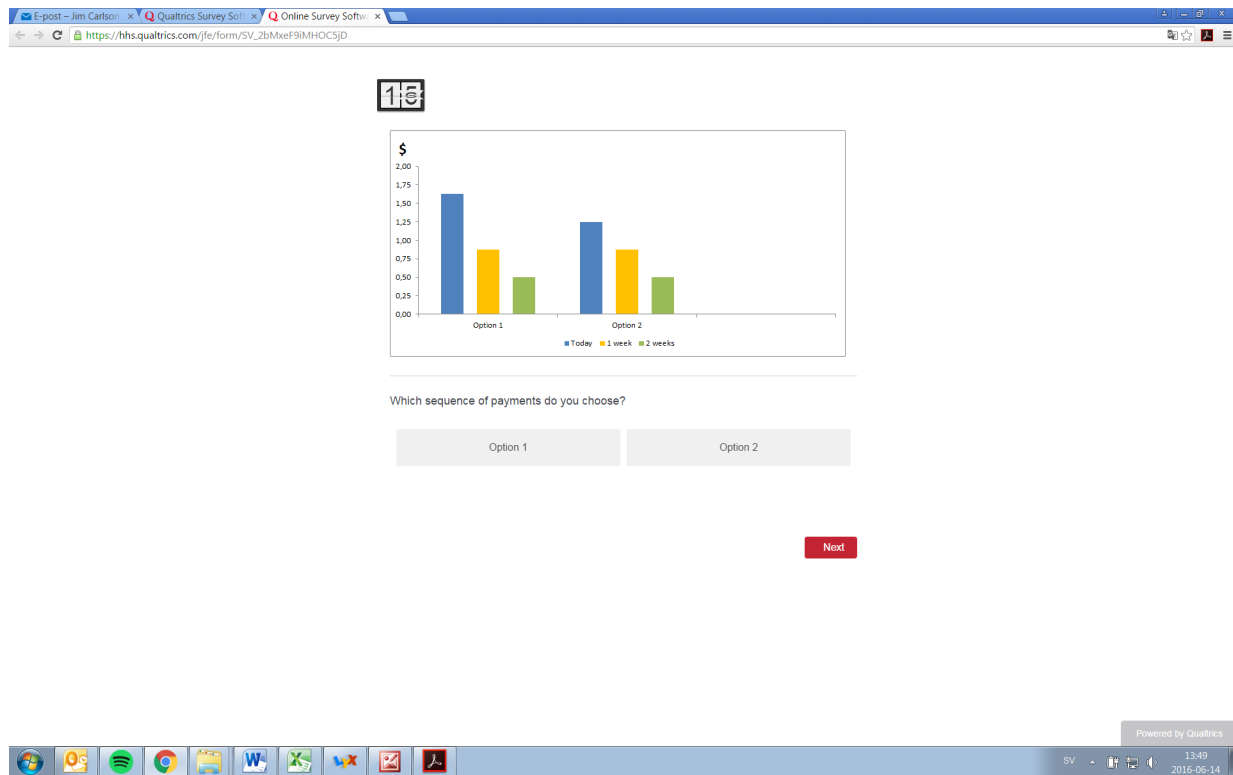 E-post – Jim Carlson
Qualtrics Survey Soft
Online Survey Softwa
https://hhs.qualtrics.com/jfe/form/SV_2bMxeF9iMHOC5jD
$
2,00
1,75
1,50
1,25
1,00
0,75
0,50
0,25
0,00
Option 1
Option 2
Today
1 week
2 weeks
Which sequence of payments do you choose?
Option 1
Option 2
Next
Powered by Qualtrics
SV
13:49
2016-06-14